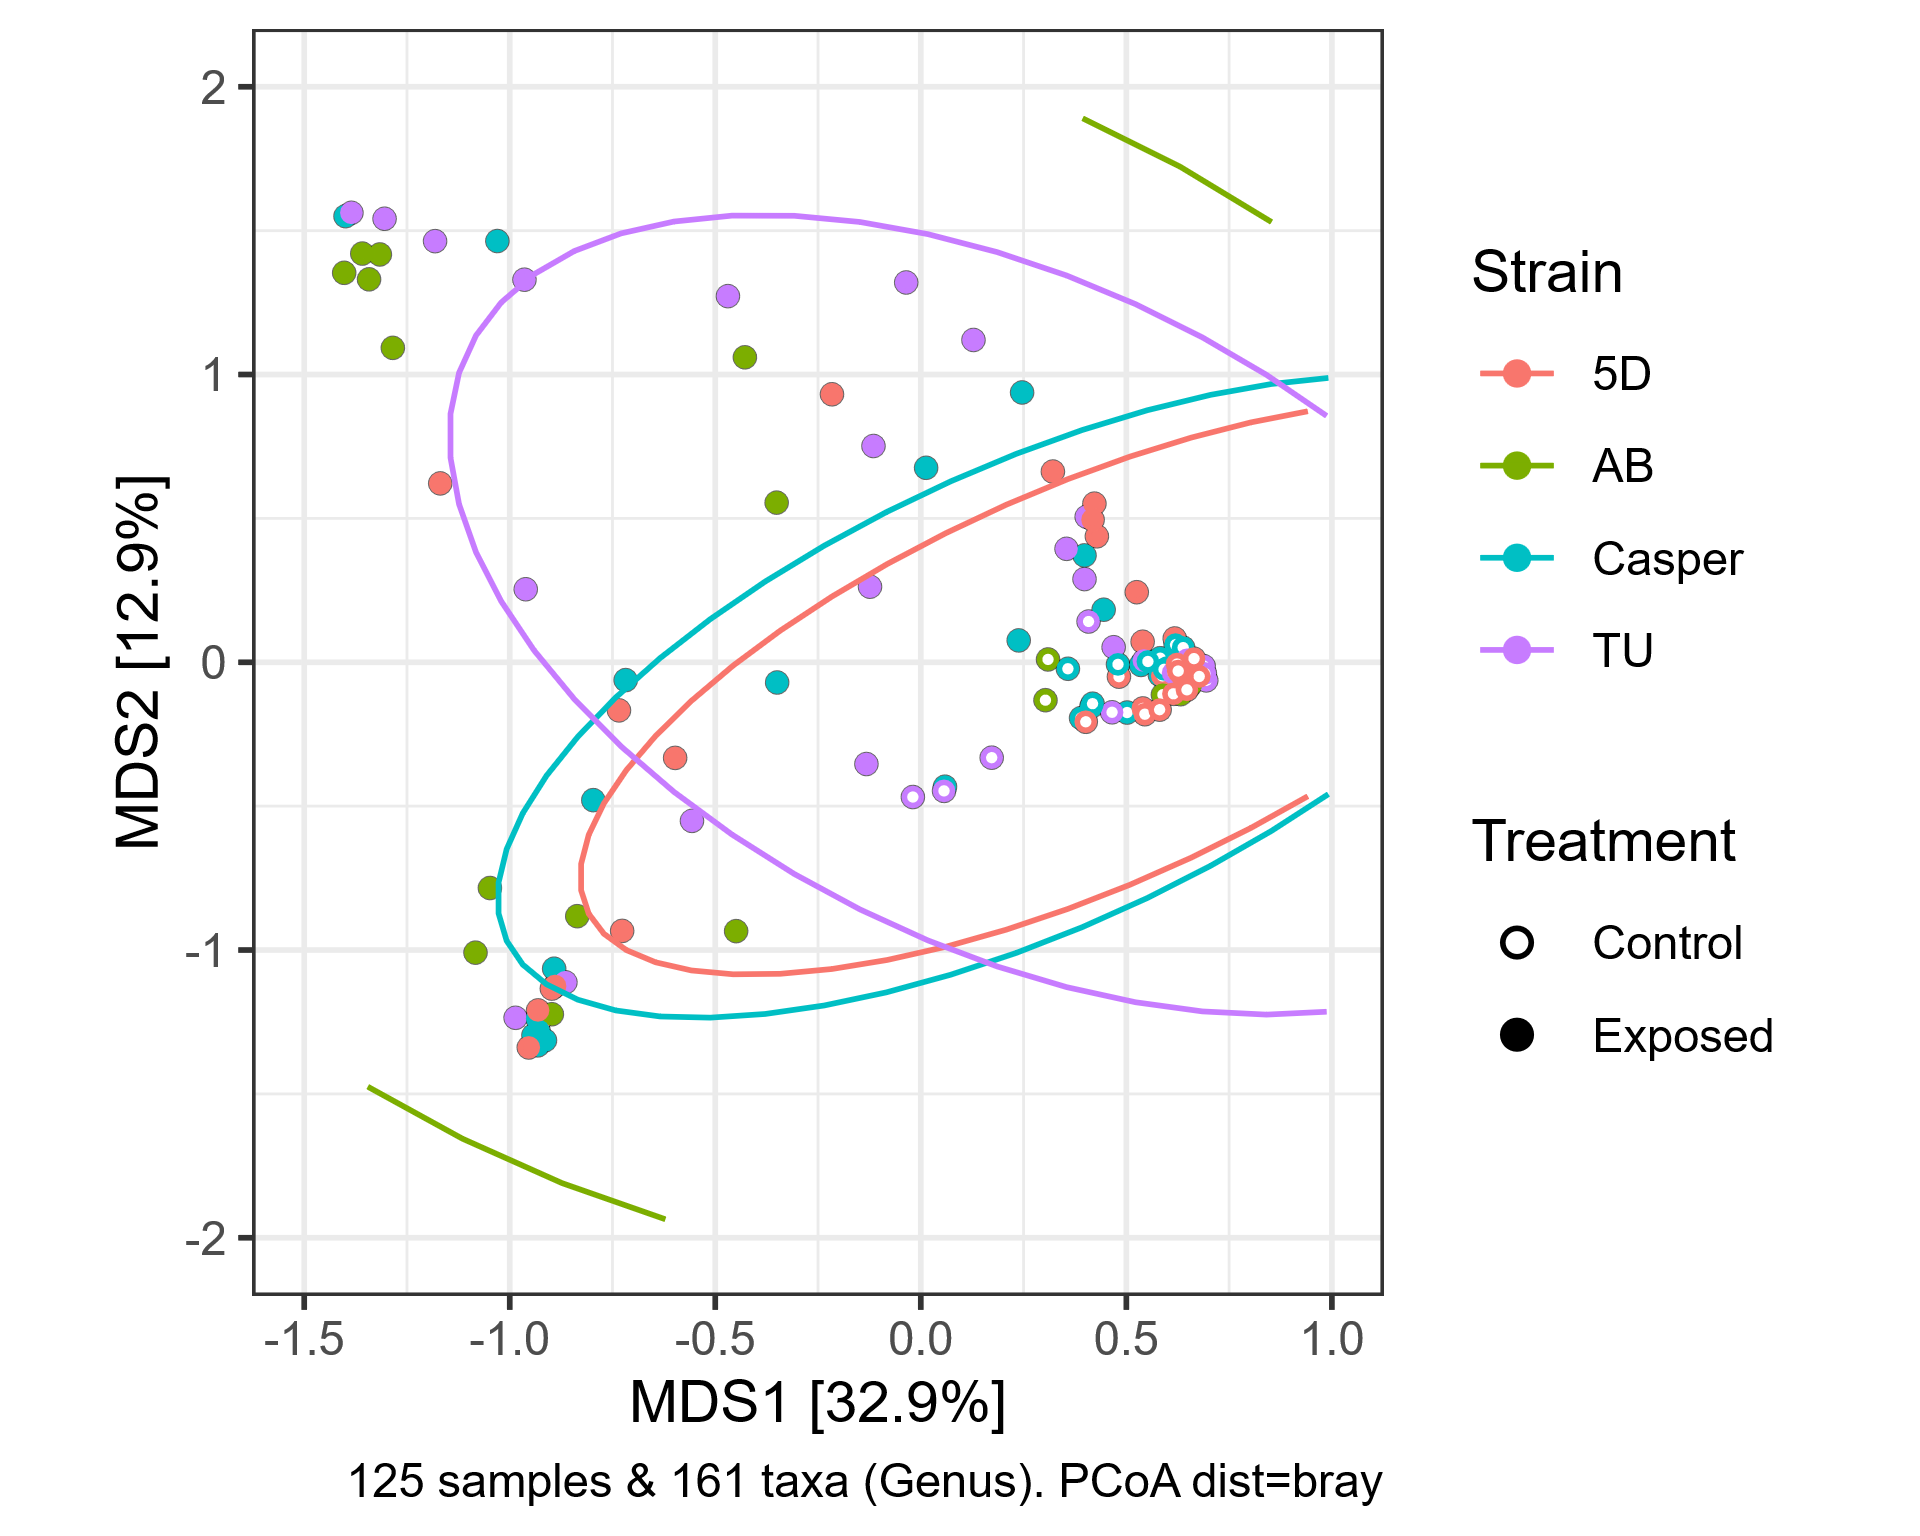 2
1
0
-1
-2
MDS2 [12.9%]
-1.5 -1.0 -0.5 0.0 0.5 1.0
MDS1 [32.9%]
125 samples & 161 taxa (Genus). PCoA dist=bray
Strain
5D
AB
Casper
TU
Treatment
Control
Exposed